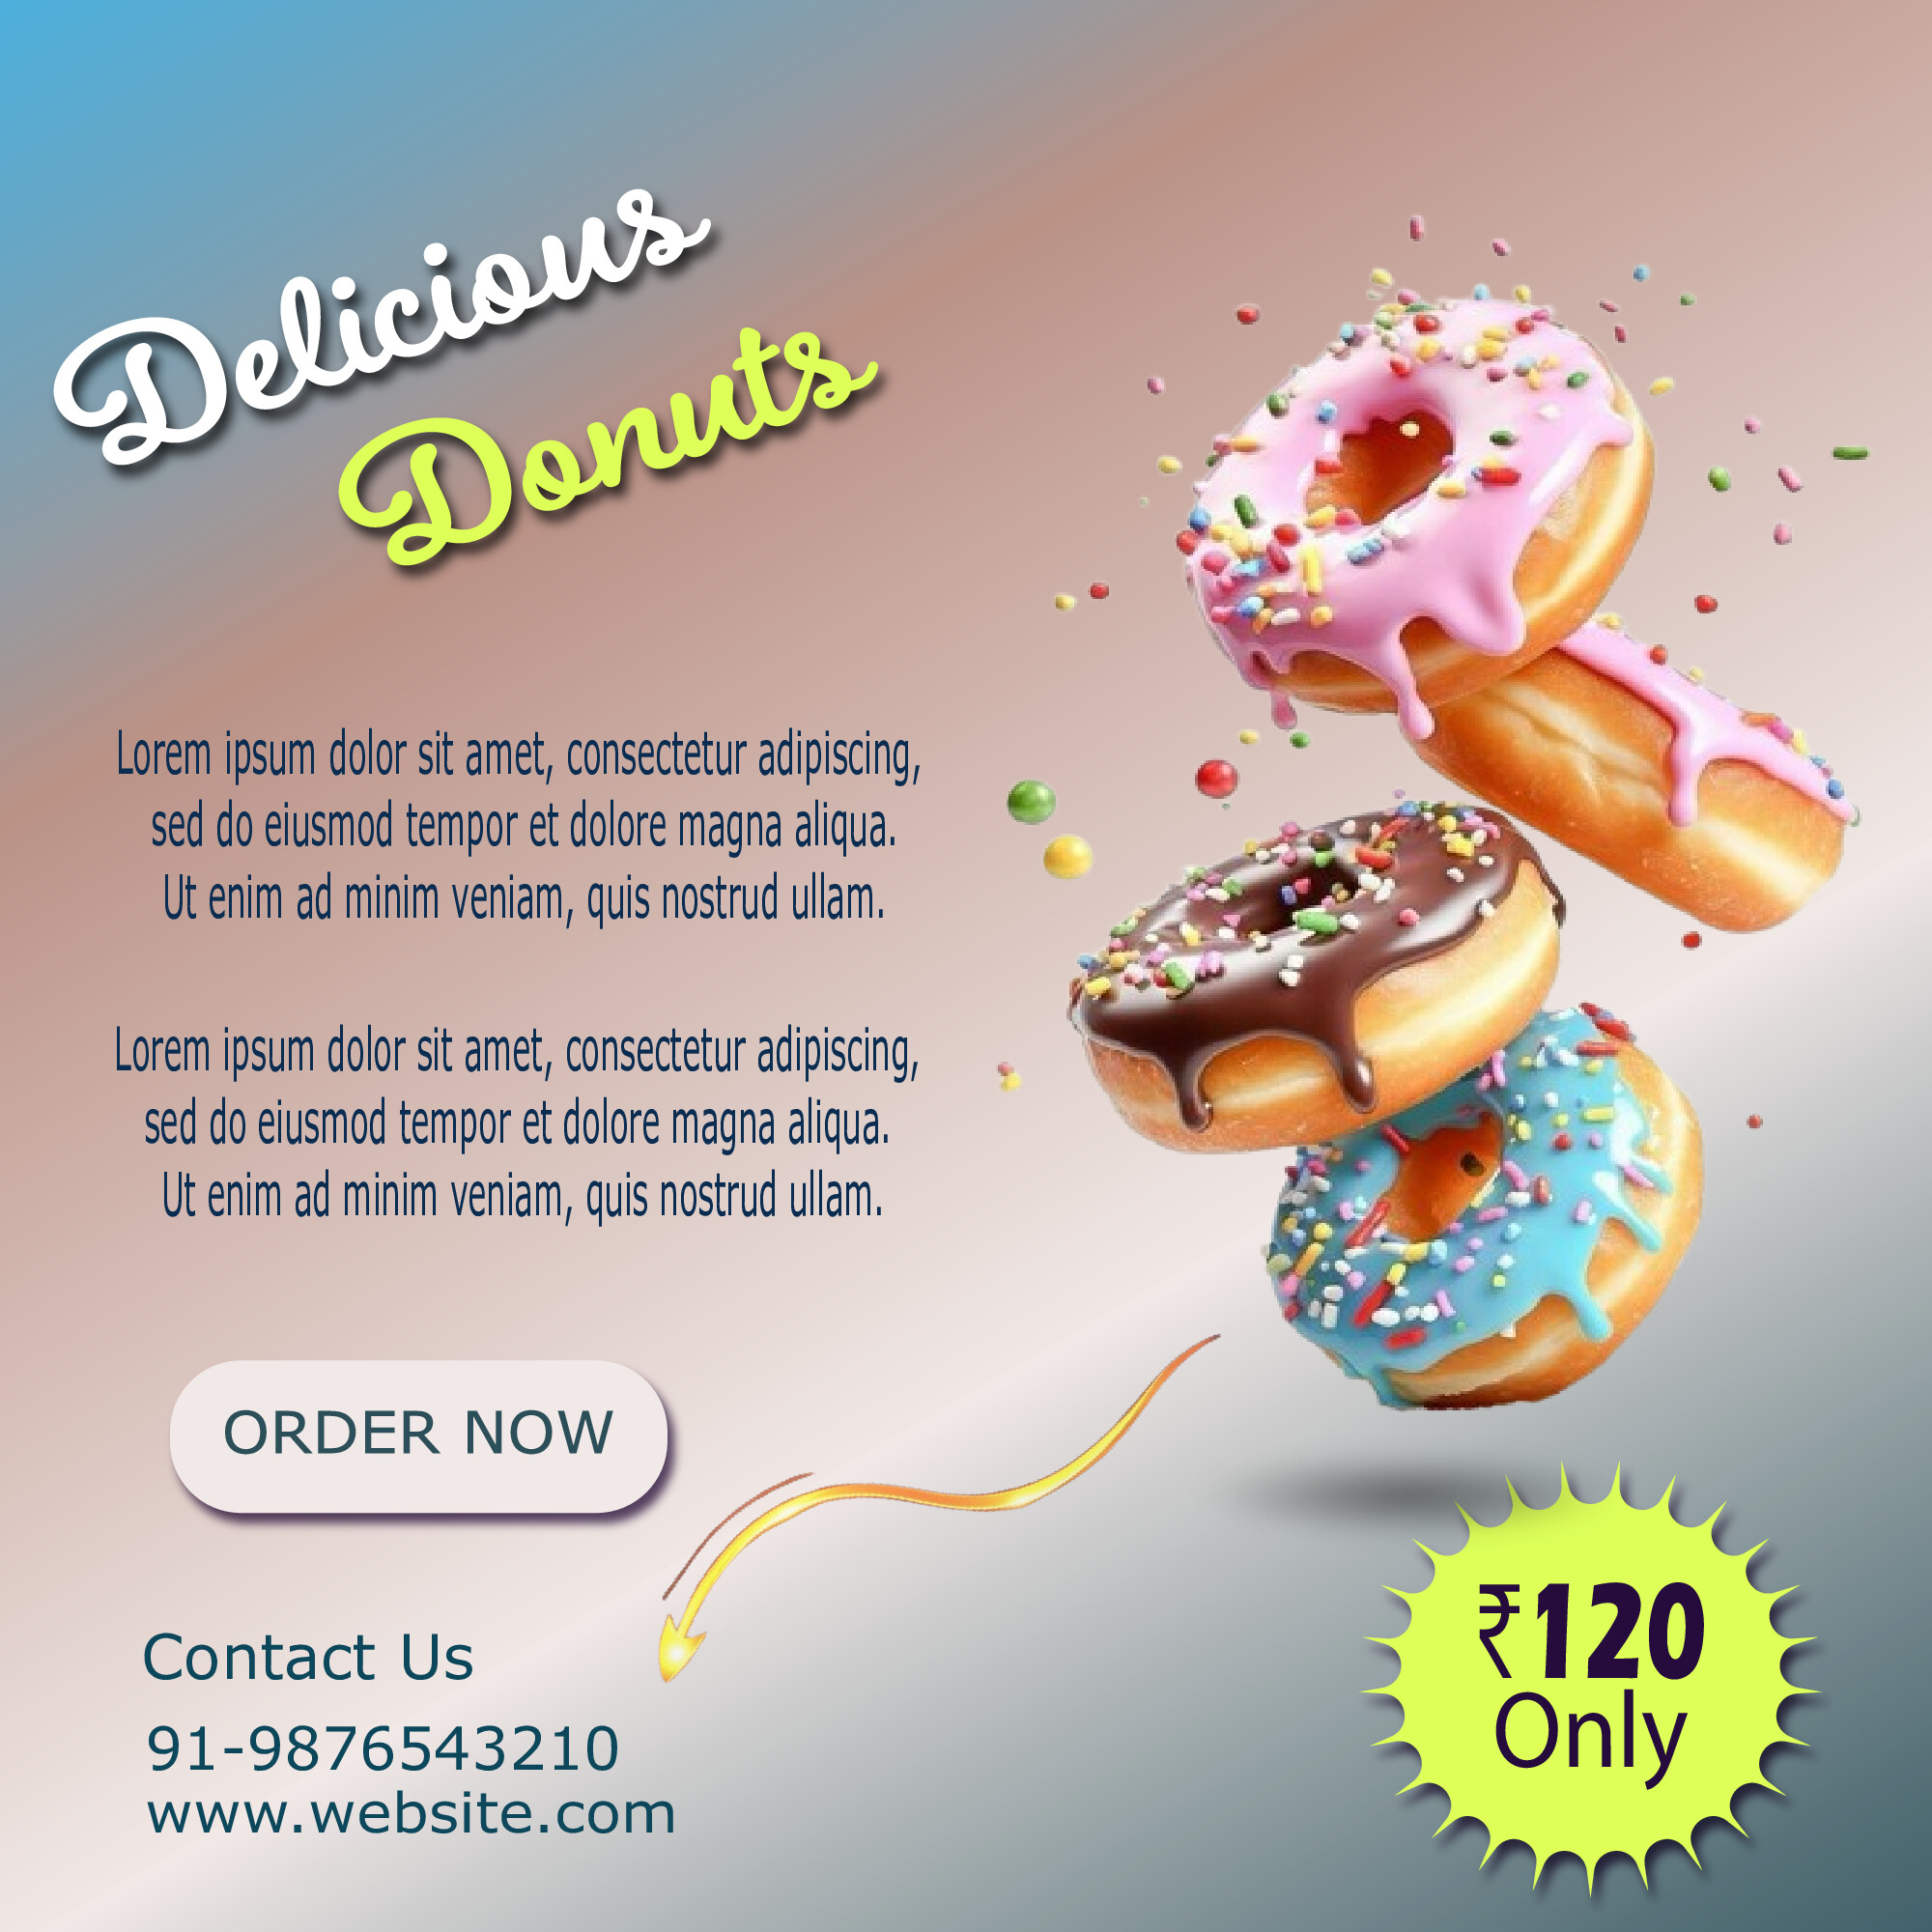 Delicious
Donuts
Lorem ipsum dolor sit amet, consectetur adipiscing,
sed do eiusmod tempor et dolore magna aliqua.
Ut enim ad minim veniam, quis nostrud ullam.
Lorem ipsum dolor sit amet, consectetur adipiscing,
sed do eiusmod tempor et dolore magna aliqua.
Ut enim ad minim veniam, quis nostrud ullam.
ORDER NOW
Contact Us
91-9876543210
www.website.com
₹120
Only